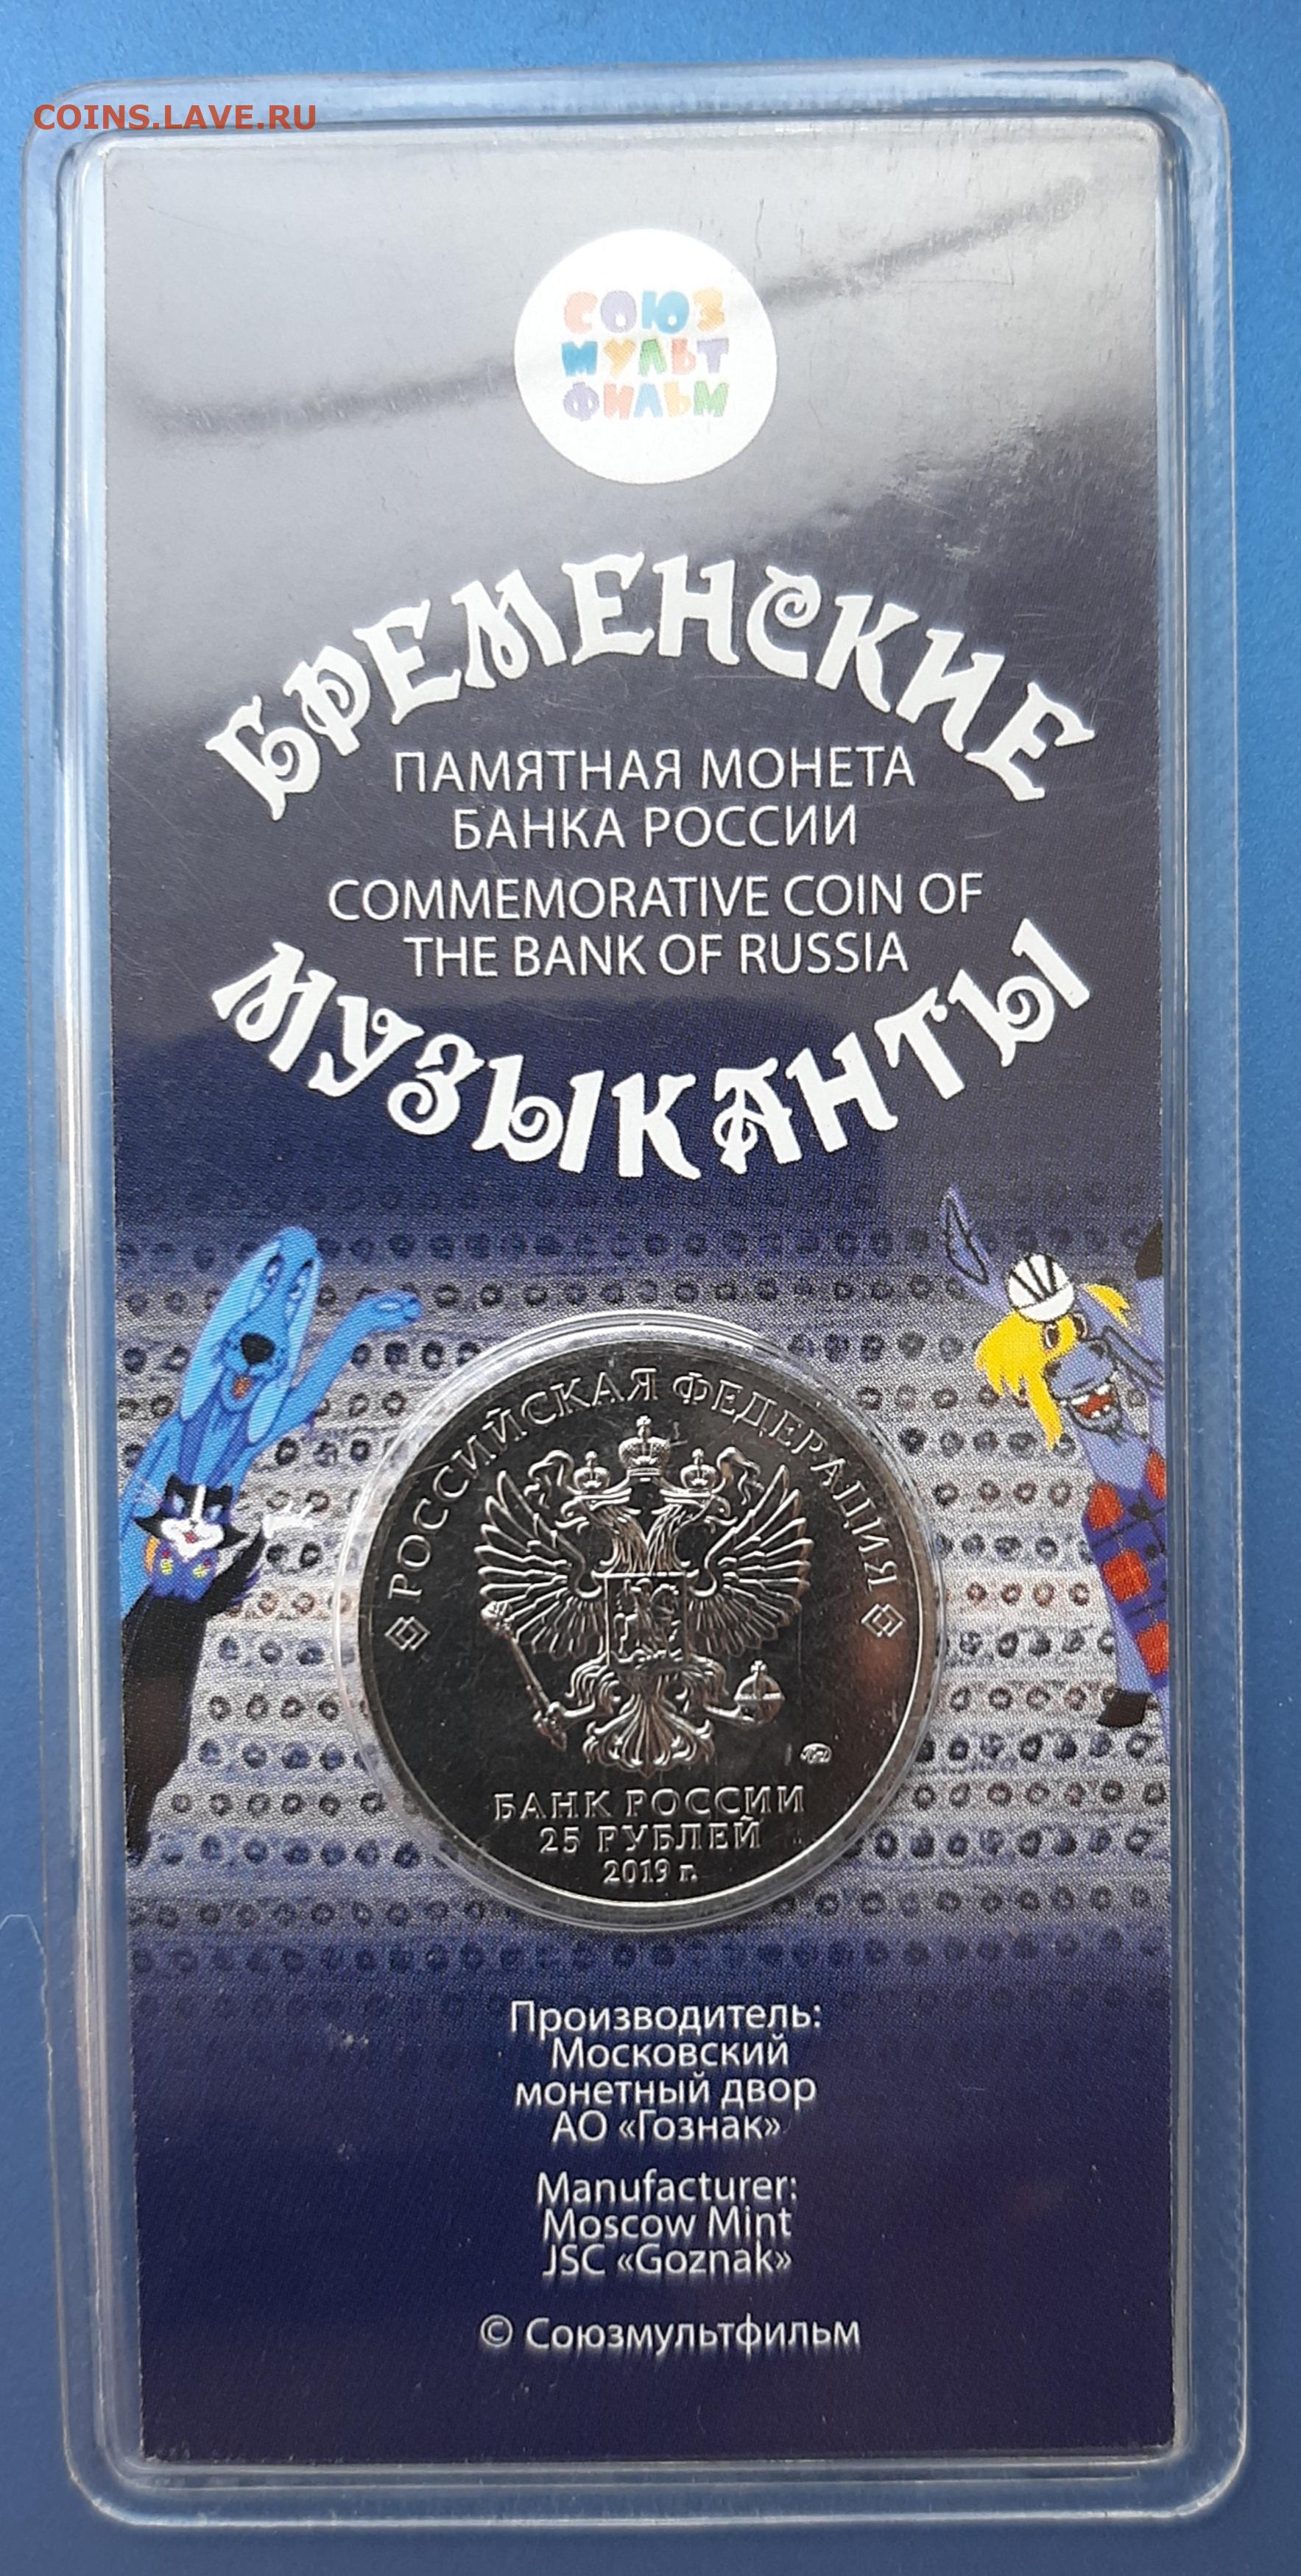 COINS.LAVE.RU
СОЮЗ
МУЛЬТ
ФИЛЬМ
БРЕМЕНСКИЕ
ПАМЯТНАЯ МОНЕТА
БАНКА РОССИИ
COMMEMORATIVE COIN OF
THE BANK OF RUSSIA
МУЗЫКАНТЫ
РОССИЙСКАЯ ФЕДЕРАЦИЯ
БАНК РОССИИ
25 РУБЛЕЙ
2019 г.
Производитель:
Московский
монетный двор
АО «Гознак»
Manufacturer:
Moscow Mint
JSC «Goznak»
© Союзмультфильм